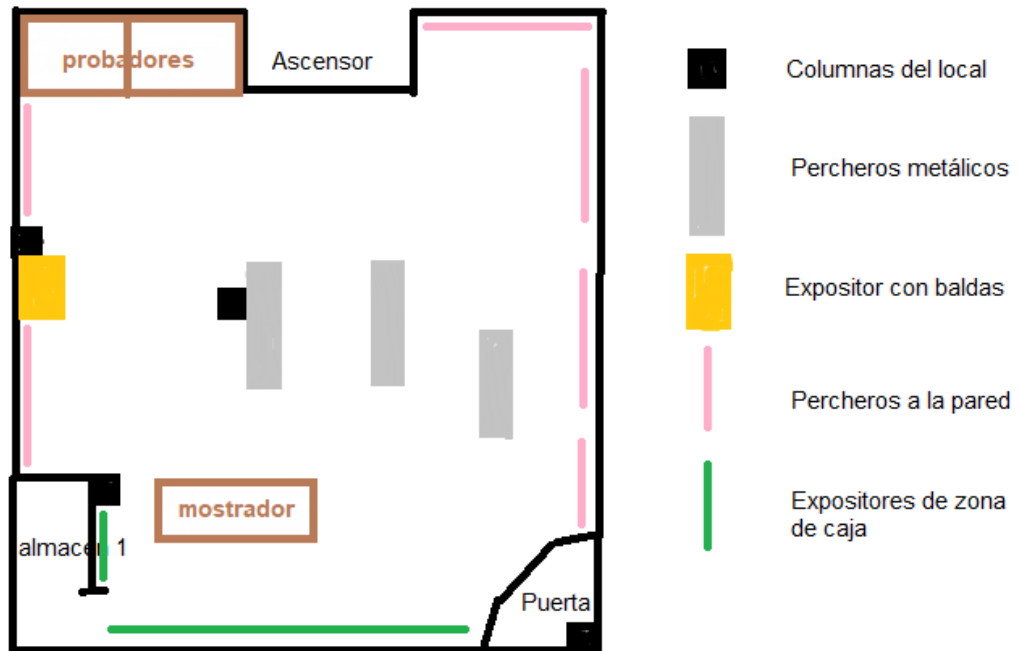 probadores
Ascensor
mostrador
almacen 1
Puerta
Columnas del local
Percheros metálicos
Expositor con baldas
Percheros a la pared
Expositores de zona
de caja